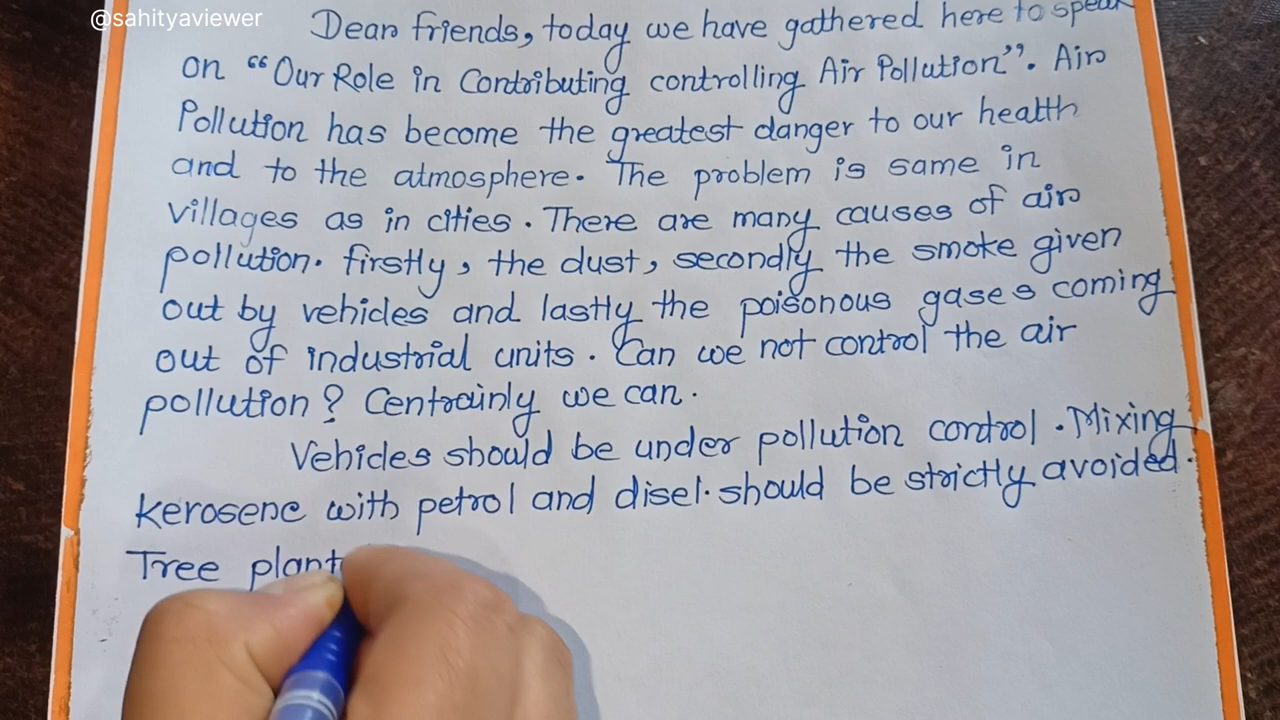 @sahityaviewer
Dear friends, today we have gathered here to speak
on "Our Role in Contributing controlling Air Pollution". Air
Pollution has become the greatest danger to our health
and to the atmosphere. The problem is same in
villages as in cities. There are many causes of air
pollution. firstly, the dust, secondly the smoke given
out by vehicles and lastly the poisonous gases coming
out of industrial units. Can we not control the air
pollution? Centrainly we can.
Vehicles should be under pollution control. Mixing
kerosene with petrol and disel. should be strictly avoided.
Tree plant